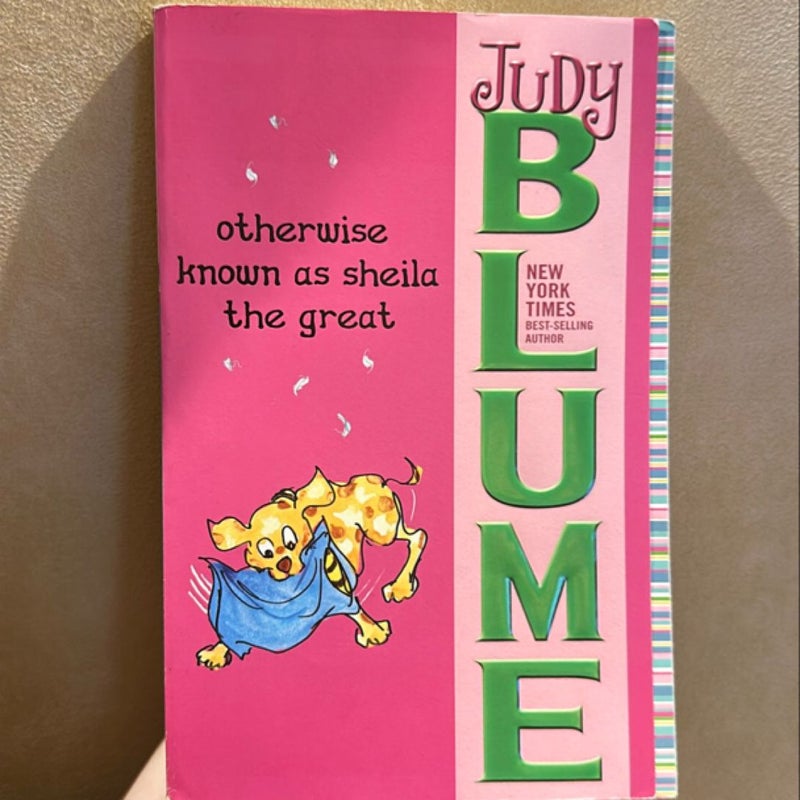 otherwise
known as sheila
the great
JUDY
BLUME
NEW
YORK
TIMES
BEST-SELLING
AUTHOR